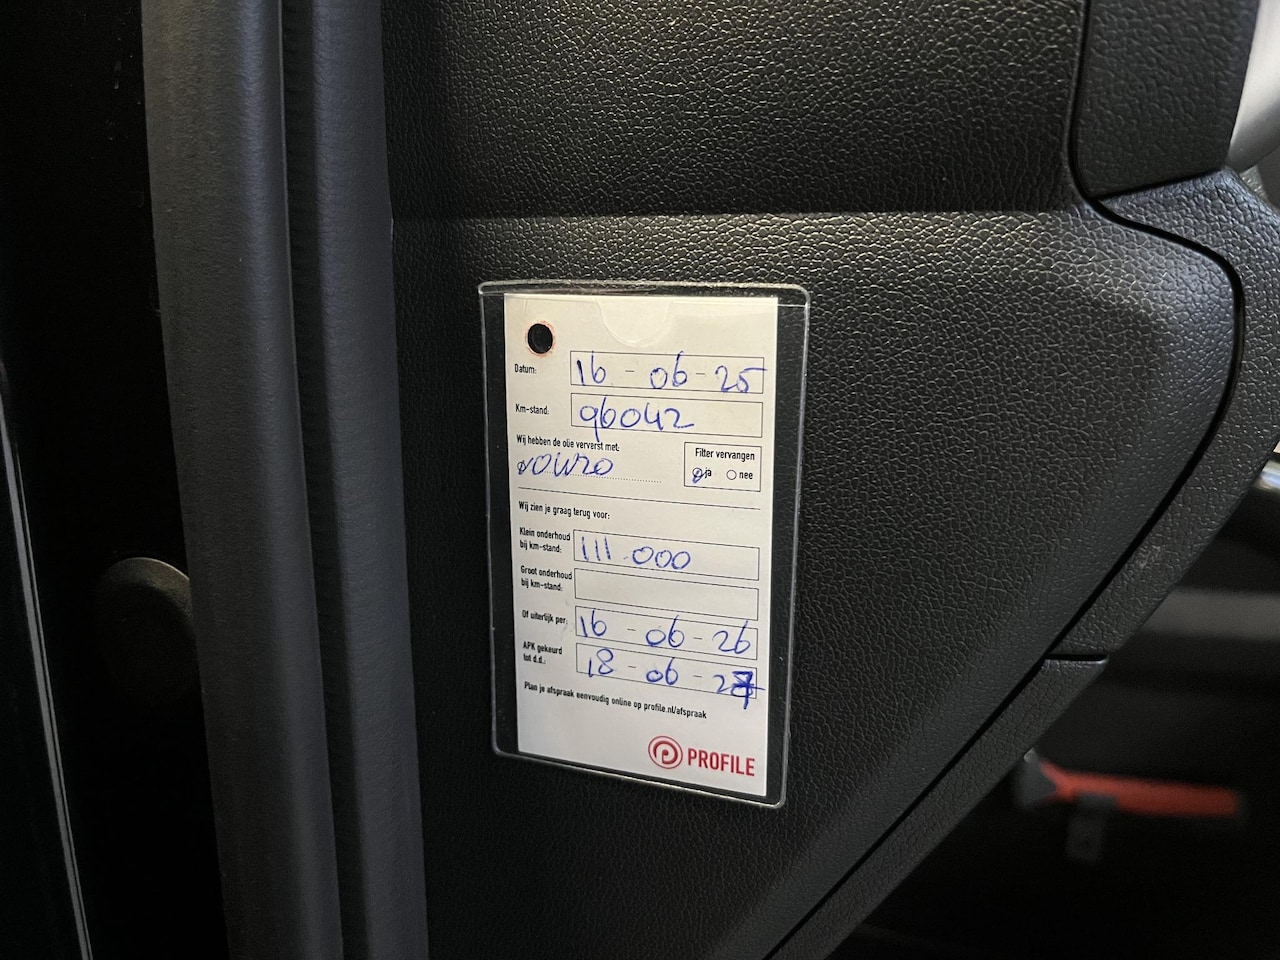 Datum: 16-06-25
Km-stand: 96042
Wij hebben de olie ververst met:
0W20
Filter vervangen
ja nee
Wij zien je graag terug voor:
Klein onderhoud
bij km-stand: 111.000
Groot onderhoud
bij km-stand:
Of uiterlijk per: 16-06-26
APK gekeurd
tot d.d.: 18-06-27
Plan je afspraak eenvoudig online op profile.nl/afspraak
PROFILE